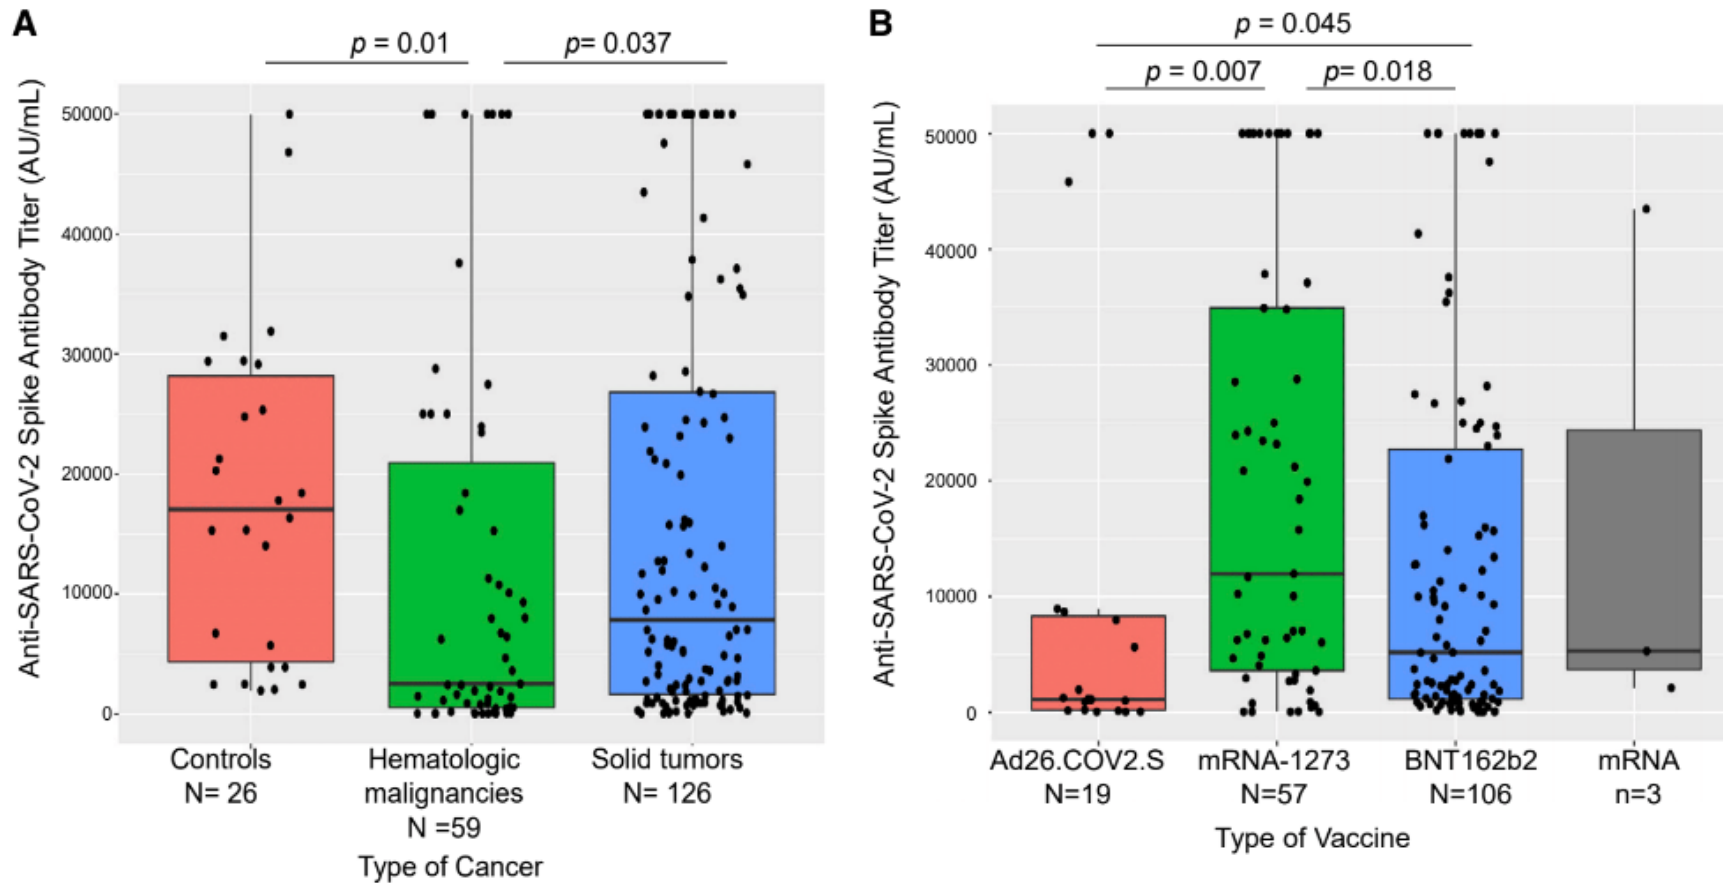 A
p = 0.01
p= 0.037
Anti-SARS-CoV-2 Spike Antibody Titer (AU/mL)
50000
40000
30000
20000
10000
0
Controls
N= 26
Hematologic
malignancies
N =59
Solid tumors
N= 126
Type of Cancer
B
p = 0.045
p = 0.007
p= 0.018
Anti-SARS-CoV-2 Spike Antibody Titer (AU/mL)
50000
40000
30000
20000
10000
0
Ad26.COV2.S
N=19
mRNA-1273
N=57
BNT162b2
N=106
mRNA
n=3
Type of Vaccine